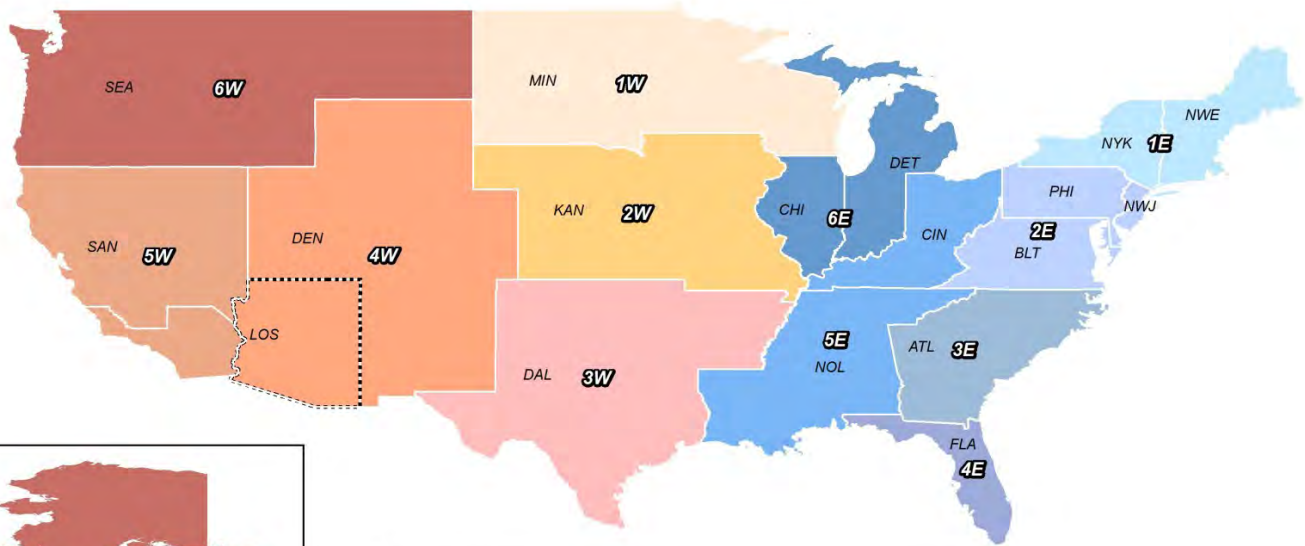 SEA 6W
MIN 1W
NWE
NYK 1E
DET
PHI
NWJ
KAN 2W
CHI 6E
CIN
2E
BLT
SAN 5W
DEN 4W
LOS
5E
NOL
ATL 3E
DAL 3W
FLA
4E